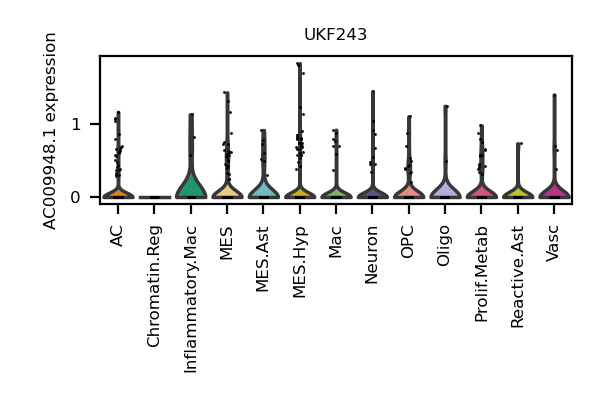 UKF243
AC009948.1 expression
1
0
AC
Chromatin.Reg
Inflammatory.Mac
MES
MES.Ast
MES.Hyp
Mac
Neuron
OPC
Oligo
Prolif.Metab
Reactive.Ast
Vasc